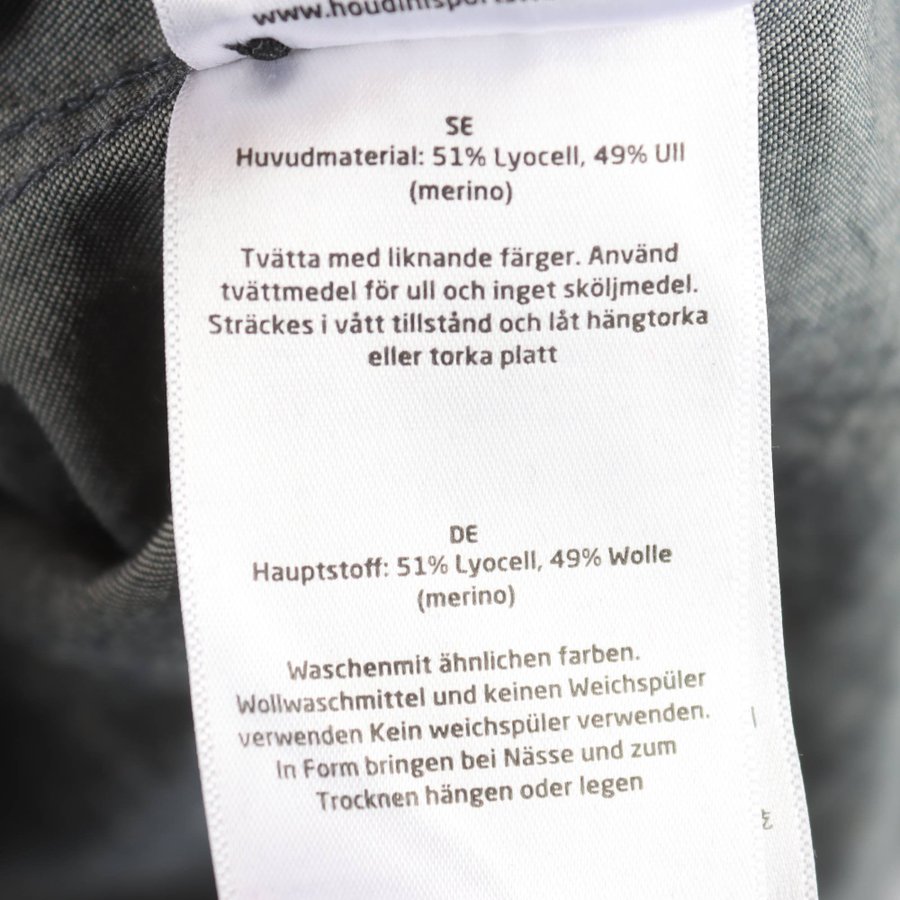 SE
Huvudmaterial: 51% Lyocell, 49% Ull
(merino)
Tvätta med liknande färger. Använd
tvättmedel för ull och inget sköljmedel.
Sträckes i vått tillstånd och låt hängtorka
eller torka platt
DE
Hauptstoff: 51% Lyocell, 49% Wolle
(merino)
Waschenmit ähnlichen farben.
Wollwaschmittel und keinen Weichspüler
verwenden Kein weichspüler verwenden.
In Form bringen bei Nässe und zum
Trocknen hängen oder legen